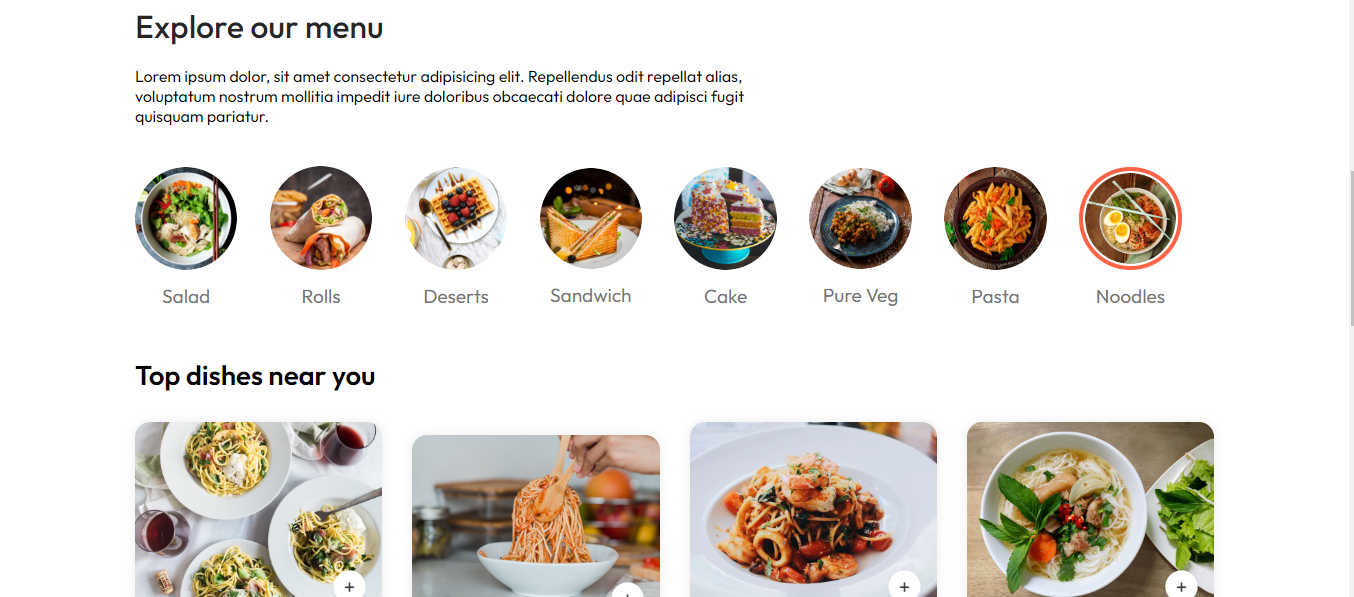 Explore our menu
Lorem ipsum dolor, sit amet consectetur adipisicing elit. Repellendus odit repellat alias,
voluptatum nostrum mollitia impedit iure doloribus obcaecati dolore quae adipisci fugit
quisquam pariatur.
Salad Rolls Deserts Sandwich Cake Pure Veg Pasta Noodles
Top dishes near you